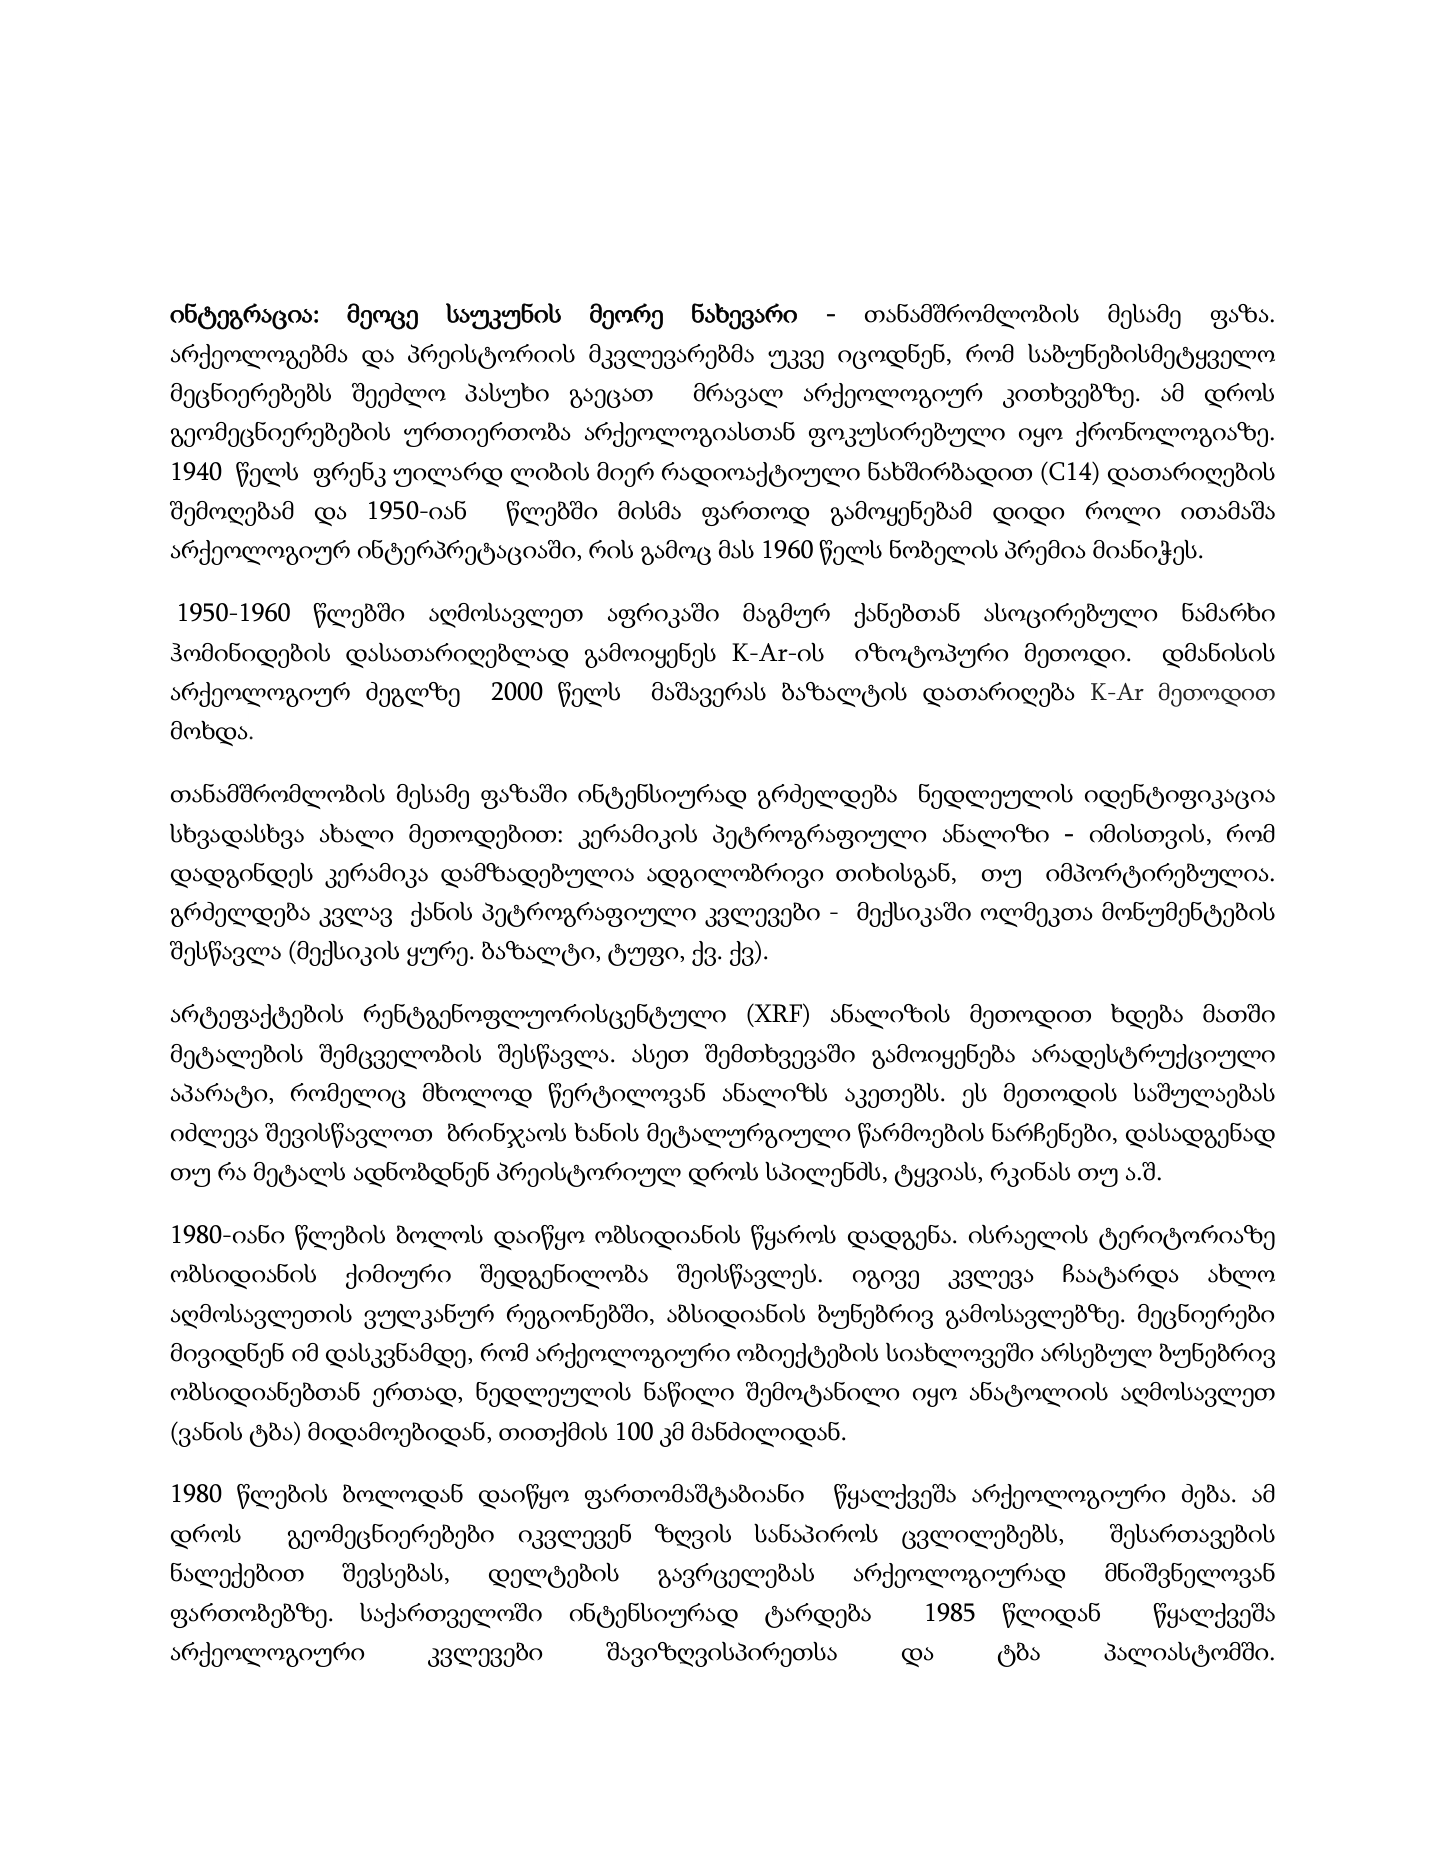 ინტეგრაცია: მეოცე საუკუნის მეორე ნახევარი - თანამშრომლობის მესამე ფაზა.
არქეოლოგებმა და პრეისტორიის მკვლევარებმა უკვე იცოდნენ, რომ საბუნებისმეტყველო
მეცნიერებებს შეეძლო პასუხი გაეცათ მრავალ არქეოლოგიურ კითხვებზე. ამ დროს
გეომეცნიერებების ურთიერთობა არქეოლოგიასთან ფოკუსირებული იყო ქრონოლოგიაზე.
1940 წელს ფრენკ უილარდ ლიბის მიერ რადიოაქტიული ნახშირბადით (C14) დათარიღების
შემოღებამ და 1950-იან წლებში მისმა ფართოდ გამოყენებამ დიდი როლი ითამაშა
არქეოლოგიურ ინტერპრეტაციაში, რის გამოც მას 1960 წელს ნობელის პრემია მიანიჭეს.
1950-1960 წლებში აღმოსავლეთ აფრიკაში მაგმურ ქანებთან ასოცირებული ნამარხი
ჰომინიდების დასათარიღებლად გამოიყენეს K-Ar-ის იზოტოპური მეთოდი. დმანისის
არქეოლოგიურ ძეგლზე 2000 წელს მაშავერას ბაზალტის დათარიღება K-Ar მეთოდით
მოხდა.
თანამშრომლობის მესამე ფაზაში ინტენსიურად გრძელდება ნედლეულის იდენტიფიკაცია
სხვადასხვა ახალი მეთოდებით: კერამიკის პეტროგრაფიული ანალიზი - იმისთვის, რომ
დადგინდეს კერამიკა დამზადებულია ადგილობრივი თიხისგან, თუ იმპორტირებულია.
გრძელდება კვლავ ქანის პეტროგრაფიული კვლევები - მექსიკაში ოლმეკთა მონუმენტების
შესწავლა (მექსიკის ყურე. ბაზალტი, ტუფი, ქვ. ქვ).
არტეფაქტების რენტგენოფლუორისცენტული (XRF) ანალიზის მეთოდით ხდება მათში
მეტალების შემცველობის შესწავლა. ასეთ შემთხვევაში გამოიყენება არადესტრუქციული
აპარატი, რომელიც მხოლოდ წერტილოვან ანალიზს აკეთებს. ეს მეთოდის საშულაებას
იძლევა შევისწავლოთ ბრინჯაოს ხანის მეტალურგიული წარმოების ნარჩენები, დასადგენად
თუ რა მეტალს ადნობდნენ პრეისტორიულ დროს სპილენძს, ტყვიას, რკინას თუ ა.შ.
1980-იანი წლების ბოლოს დაიწყო ობსიდიანის წყაროს დადგენა. ისრაელის ტერიტორიაზე
ობსიდიანის ქიმიური შედგენილობა შეისწავლეს. იგივე კვლევა ჩაატარდა ახლო
აღმოსავლეთის ვულკანურ რეგიონებში, აბსიდიანის ბუნებრივ გამოსავლებზე. მეცნიერები
მივიდნენ იმ დასკვნამდე, რომ არქეოლოგიური ობიექტების სიახლოვეში არსებულ ბუნებრივ
ობსიდიანებთან ერთად, ნედლეულის ნაწილი შემოტანილი იყო ანატოლიის აღმოსავლეთ
(ვანის ტბა) მიდამოებიდან, თითქმის 100 კმ მანძილიდან.
1980 წლების ბოლოდან დაიწყო ფართომაშტაბიანი წყალქვეშა არქეოლოგიური ძება. ამ
დროს გეომეცნიერებები იკვლევენ ზღვის სანაპიროს ცვლილებებს, შესართავების
ნალექებით შევსებას, დელტების გავრცელებას არქეოლოგიურად მნიშვნელოვან
ფართობებზე. საქართველოში ინტენსიურად ტარდება 1985 წლიდან წყალქვეშა
არქეოლოგიური კვლევები შავიზღვისპირეთსა და ტბა პალიასტომში.